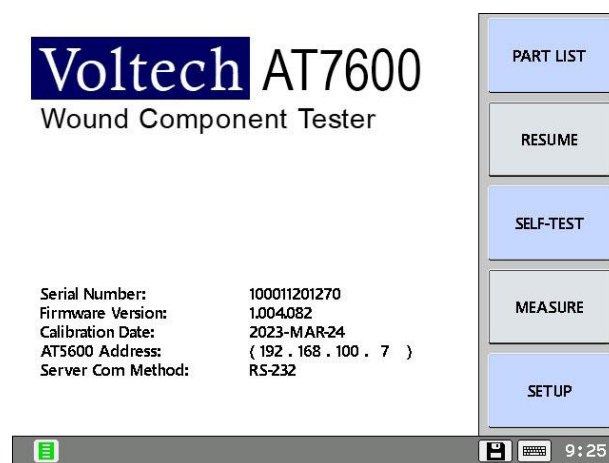 Voltech AT7600
Wound Component Tester
Serial Number: 100011201270
Firmware Version: 1.004.082
Calibration Date: 2023-MAR-24
AT5600 Address: ( 192 . 168 . 100 . 7 )
Server Com Method: RS-232
PART LIST
RESUME
SELF-TEST
MEASURE
SETUP
9:25